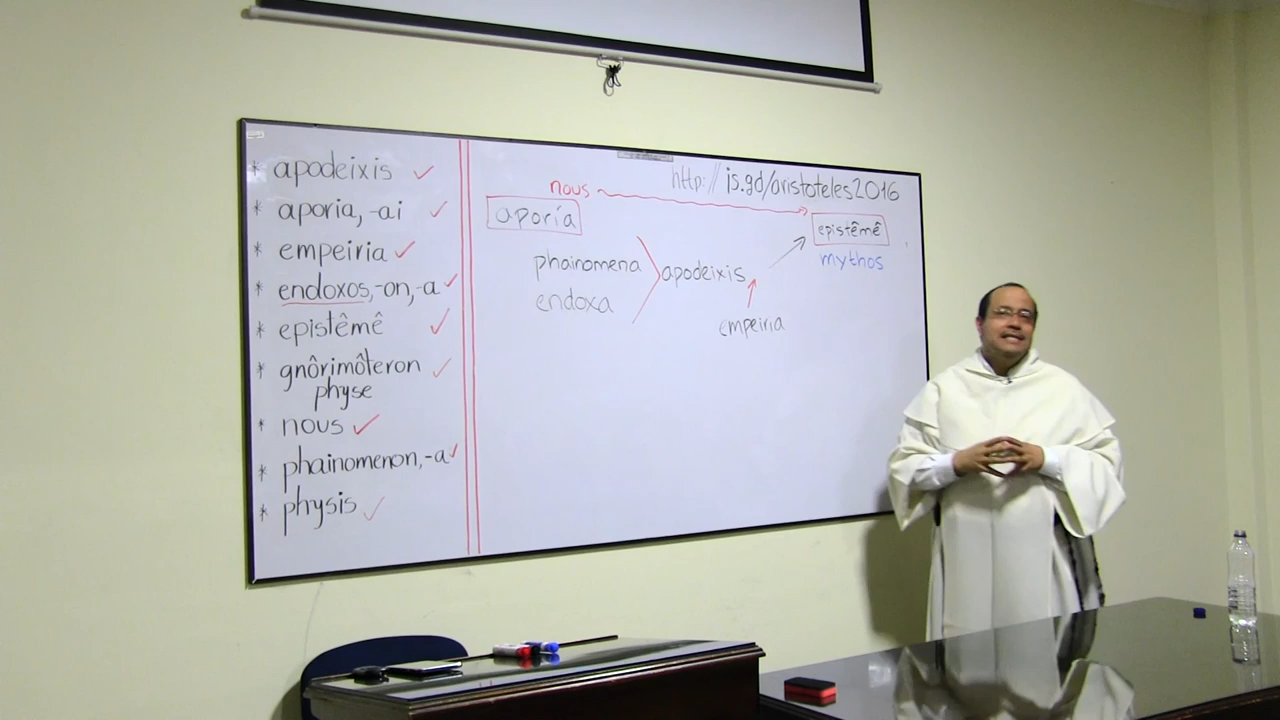 * apodeixis ✓
* aporia, -ai ✓
* empeiria ✓
* endoxos, -on, -a ✓
* epistêmê ✓
* gnôrimôteron ✓
physe
* nous ✓
* phainomenon, -a ✓
* physis ✓
http://is.gd/aristoteles2016
nous
aporía
epistêmê
mythos
phainomena
endoxa
apodeixis
empeiria